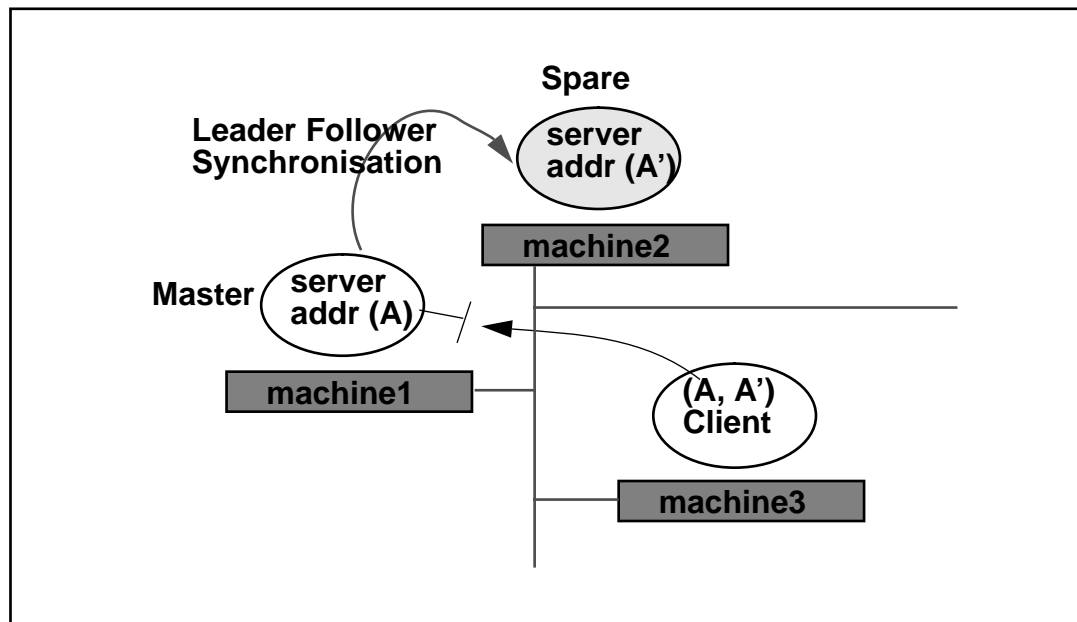 Spare
Leader Follower
Synchronisation
server
addr (A’)
machine2
Master
server
addr (A)
machine1
(A, A’)
Client
machine3